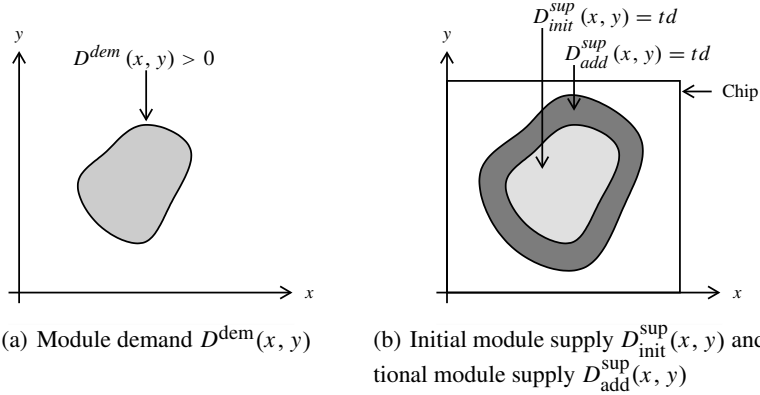 y
D^dem (x, y) > 0
x
(a) Module demand D^dem(x, y)
D^sup_init (x, y) = td
y
D^sup_add (x, y) = td
Chip
x
(b) Initial module supply D^sup_init(x, y) and
tional module supply D^sup_add(x, y)